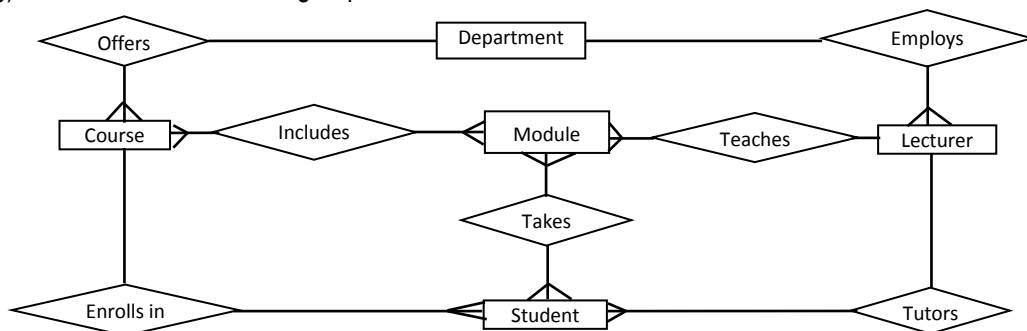 Offers
Department
Employs
Course
Includes
Module
Teaches
Lecturer
Takes
Enrolls in
Student
Tutors